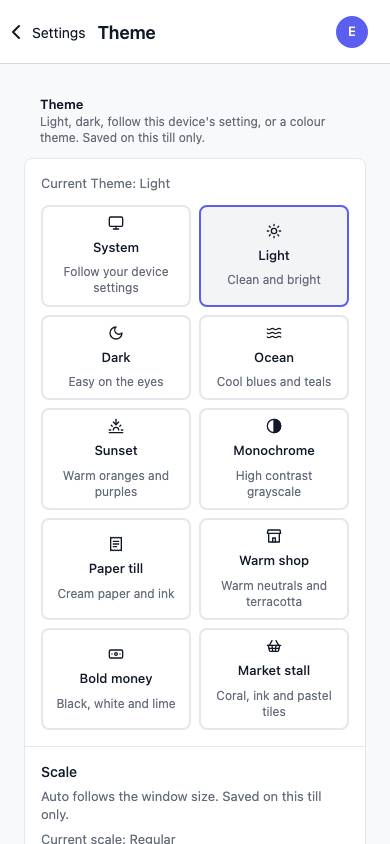 Settings Theme E
Theme
Light, dark, follow this device's setting, or a colour
theme. Saved on this till only.
Current Theme: Light
System
Follow your device
settings
Light
Clean and bright
Dark
Easy on the eyes
Ocean
Cool blues and teals
Sunset
Warm oranges and
purples
Monochrome
High contrast
grayscale
Paper till
Cream paper and ink
Warm shop
Warm neutrals and
terracotta
Bold money
Black, white and lime
Market stall
Coral, ink and pastel
tiles
Scale
Auto follows the window size. Saved on this till
only.
Current scale: Regular